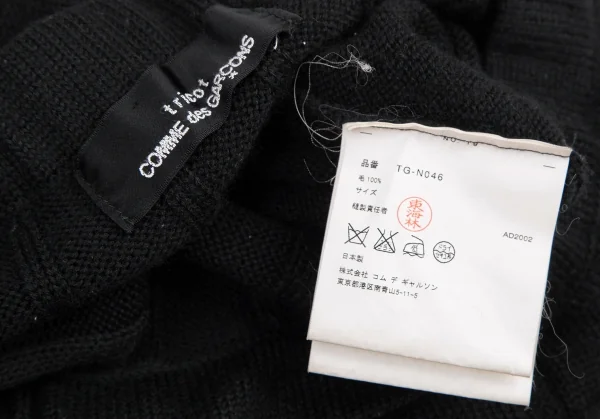 tricot
COMME des GARÇONS
品番 TG-N046
毛 100%
サイズ
縫製責任者
AD2002
日本製
株式会社 コム デ ギャルソン
東京都港区南青山5-11-5